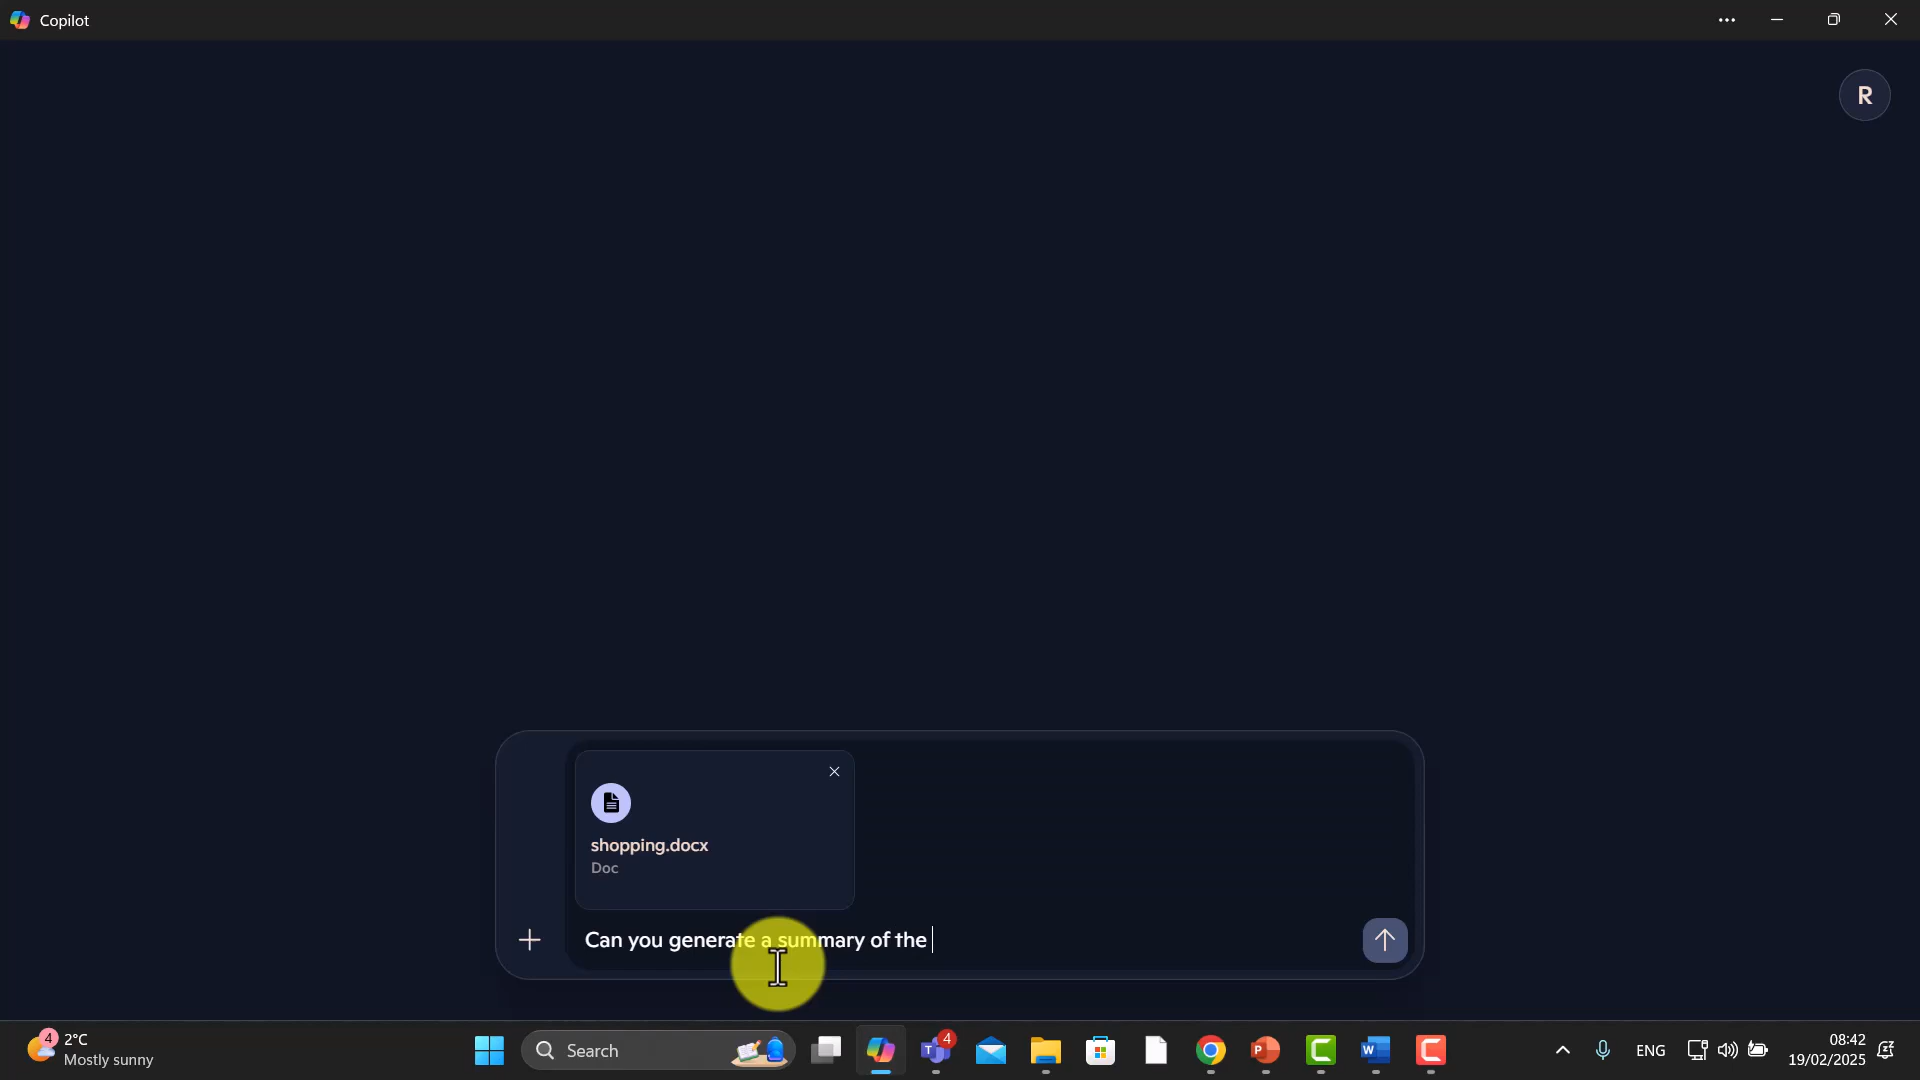 Copilot
R
shopping.docx
Doc
Can you generate a summary of the
4
2°C
Mostly sunny
Search
T
4
P
W
ENG
08:42
19/02/2025